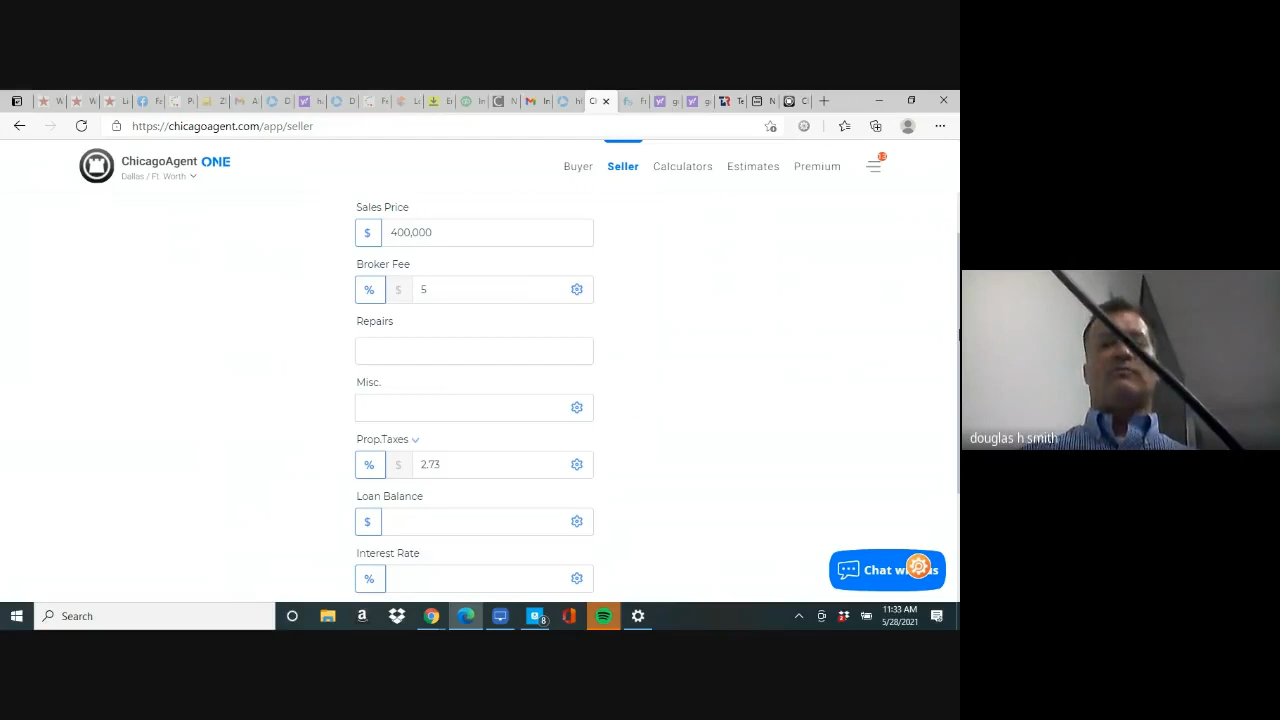 https://chicagoagent.com/app/seller
ChicagoAgent ONE
Dallas / Ft. Worth
Buyer Seller Calculators Estimates Premium
Sales Price
$ 400,000
Broker Fee
% $ 5
Repairs
Misc.
Prop.Taxes
% $ 2.73
Loan Balance
$
Interest Rate
%
Chat
douglas h smith
Search
8
11:33 AM
5/28/2021